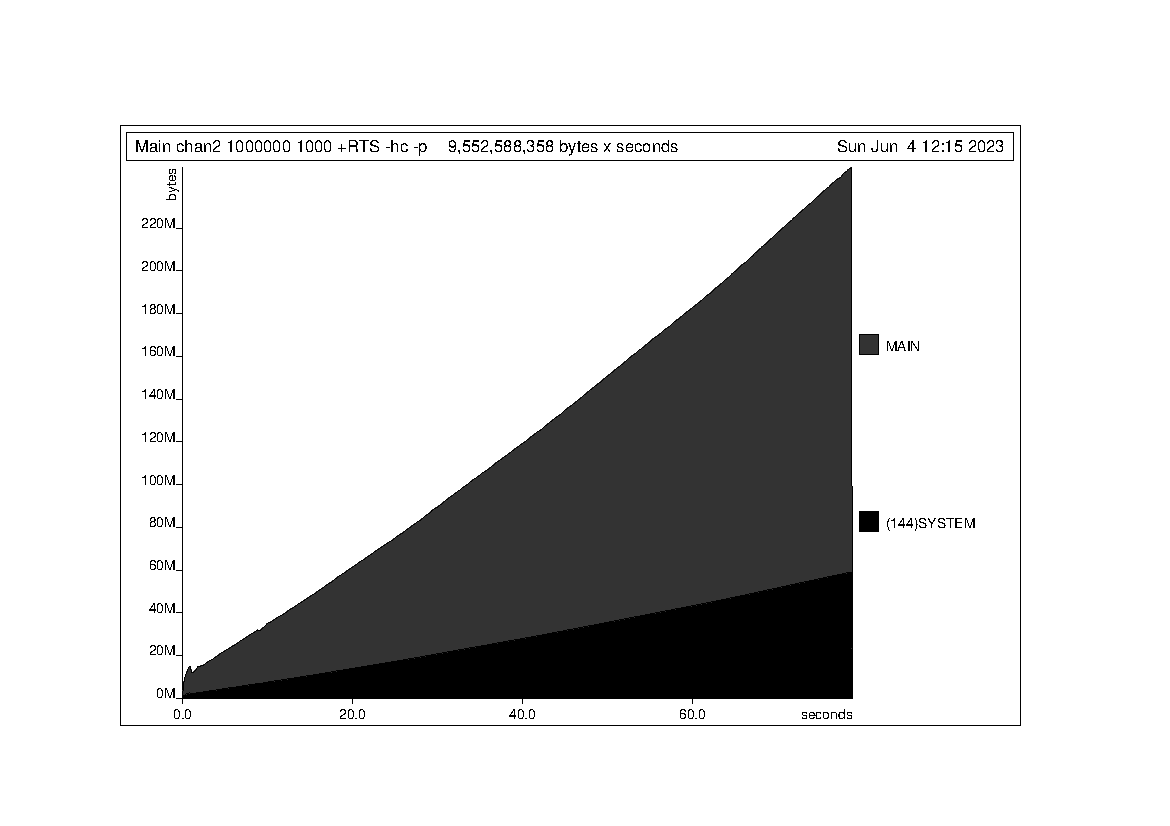 Main chan2 1000000 1000 +RTS -hc -p 9,552,588,358 bytes x seconds Sun Jun 4 12:15 2023
bytes
220M
200M
180M
160M
140M
120M
100M
80M
60M
40M
20M
0M
MAIN
(144)SYSTEM
0.0 20.0 40.0 60.0 seconds